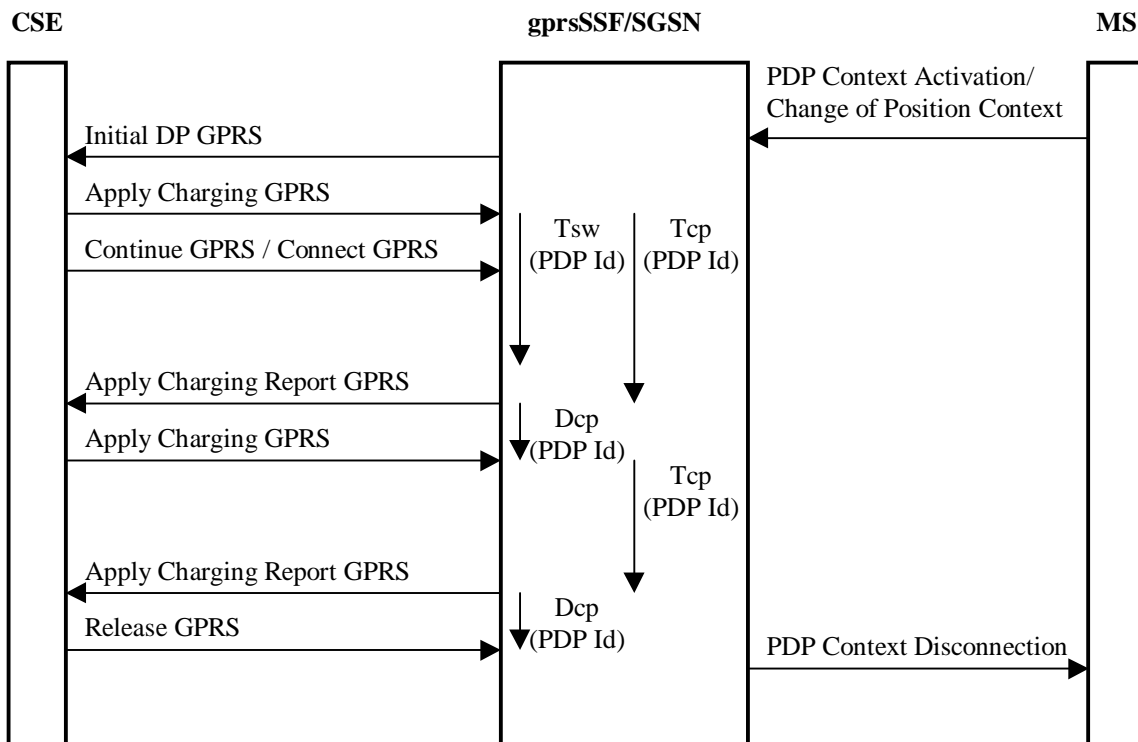 CSE
gprsSSF/SGSN
MS
PDP Context Activation/
Change of Position Context
Initial DP GPRS
Apply Charging GPRS
Tsw
(PDP Id)
Tcp
(PDP Id)
Continue GPRS / Connect GPRS
Apply Charging Report GPRS
Dcp
(PDP Id)
Apply Charging GPRS
Tcp
(PDP Id)
Apply Charging Report GPRS
Dcp
(PDP Id)
Release GPRS
PDP Context Disconnection